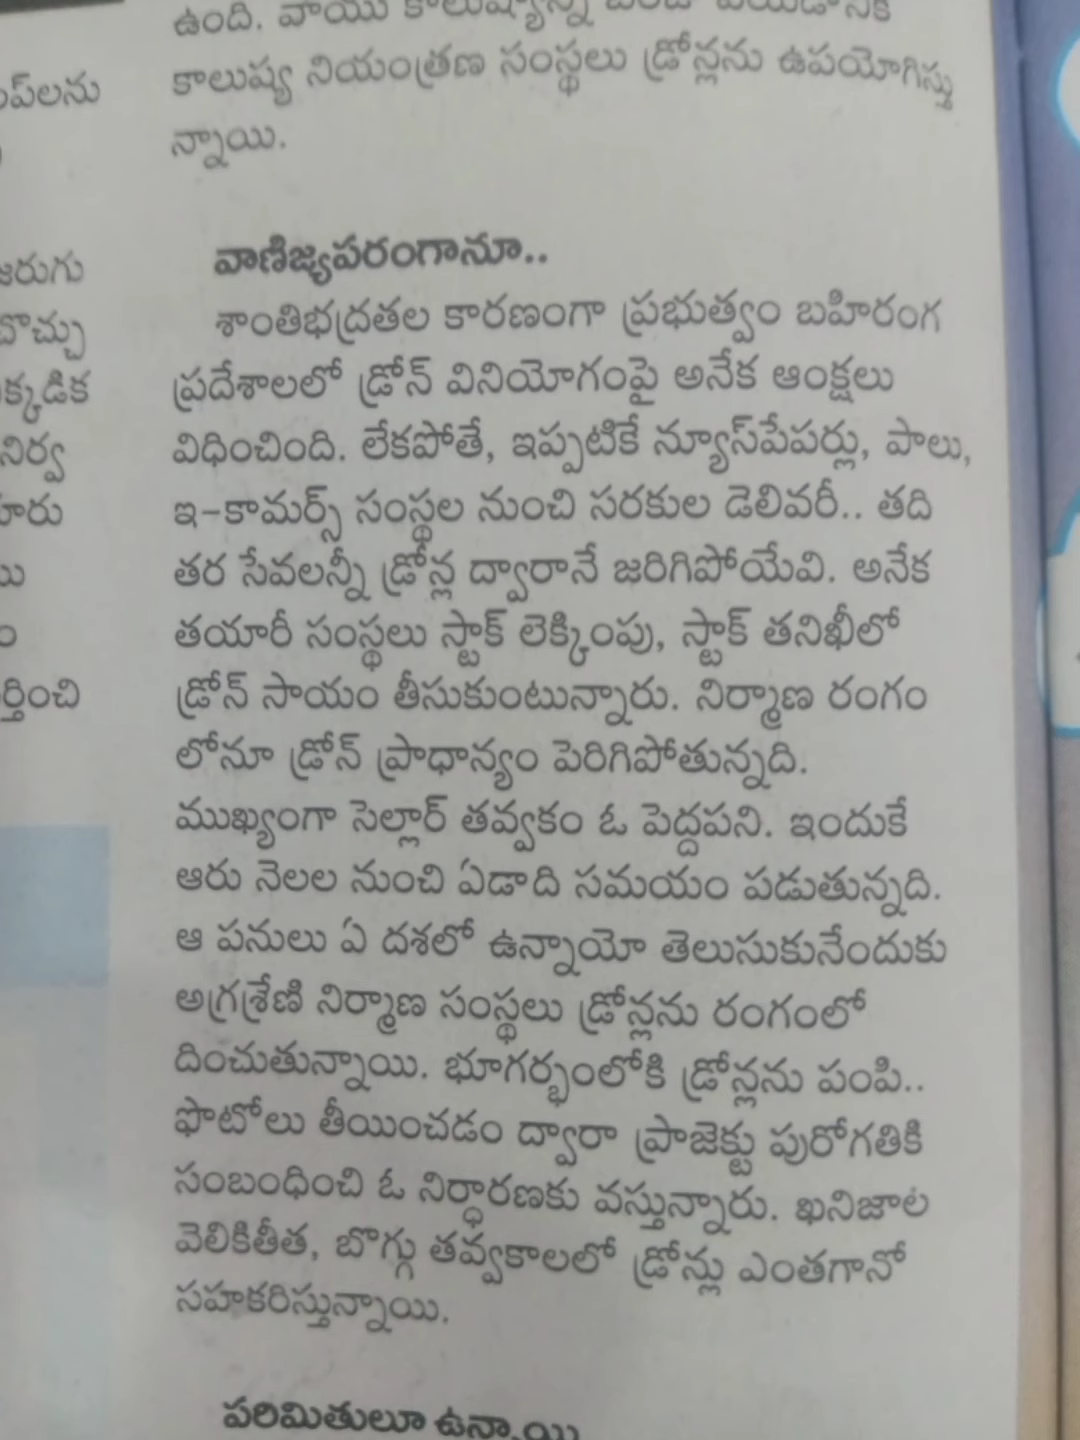 ఉంది. వాయు కాలుష్యాన్ని
కాలుష్య నియంత్రణ సంస్థలు డ్రోన్లను ఉపయోగిస్తు
న్నాయి.
వాణిజ్యపరంగానూ..
శాంతిభద్రతల కారణంగా ప్రభుత్వం బహిరంగ
ప్రదేశాలలో డ్రోన్ వినియోగంపై అనేక ఆంక్షలు
విధించింది. లేకపోతే, ఇప్పటికే న్యూస్‌పేపర్లు, పాలు,
ఇ-కామర్స్ సంస్థల నుంచి సరకుల డెలివరీ.. తది
తర సేవలన్నీ డ్రోన్ల ద్వారానే జరిగిపోయేవి. అనేక
తయారీ సంస్థలు స్టాక్ లెక్కింపు, స్టాక్ తనిఖీలో
డ్రోన్ సాయం తీసుకుంటున్నారు. నిర్మాణ రంగం
లోనూ డ్రోన్ ప్రాధాన్యం పెరిగిపోతున్నది.
ముఖ్యంగా సెల్లార్ తవ్వకం ఓ పెద్దపని. ఇందుకే
ఆరు నెలల నుంచి ఏడాది సమయం పడుతున్నది.
ఆ పనులు ఏ దశలో ఉన్నాయో తెలుసుకునేందుకు
అగ్రశ్రేణి నిర్మాణ సంస్థలు డ్రోన్లను రంగంలో
దించుతున్నాయి. భూగర్భంలోకి డ్రోన్లను పంపి..
ఫొటోలు తీయించడం ద్వారా ప్రాజెక్టు పురోగతికి
సంబంధించి ఓ నిర్ధారణకు వస్తున్నారు. ఖనిజాల
వెలికితీత, బొగ్గు తవ్వకాలలో డ్రోన్లు ఎంతగానో
సహకరిస్తున్నాయి.
పరిమితులూ ఉన్నాయి